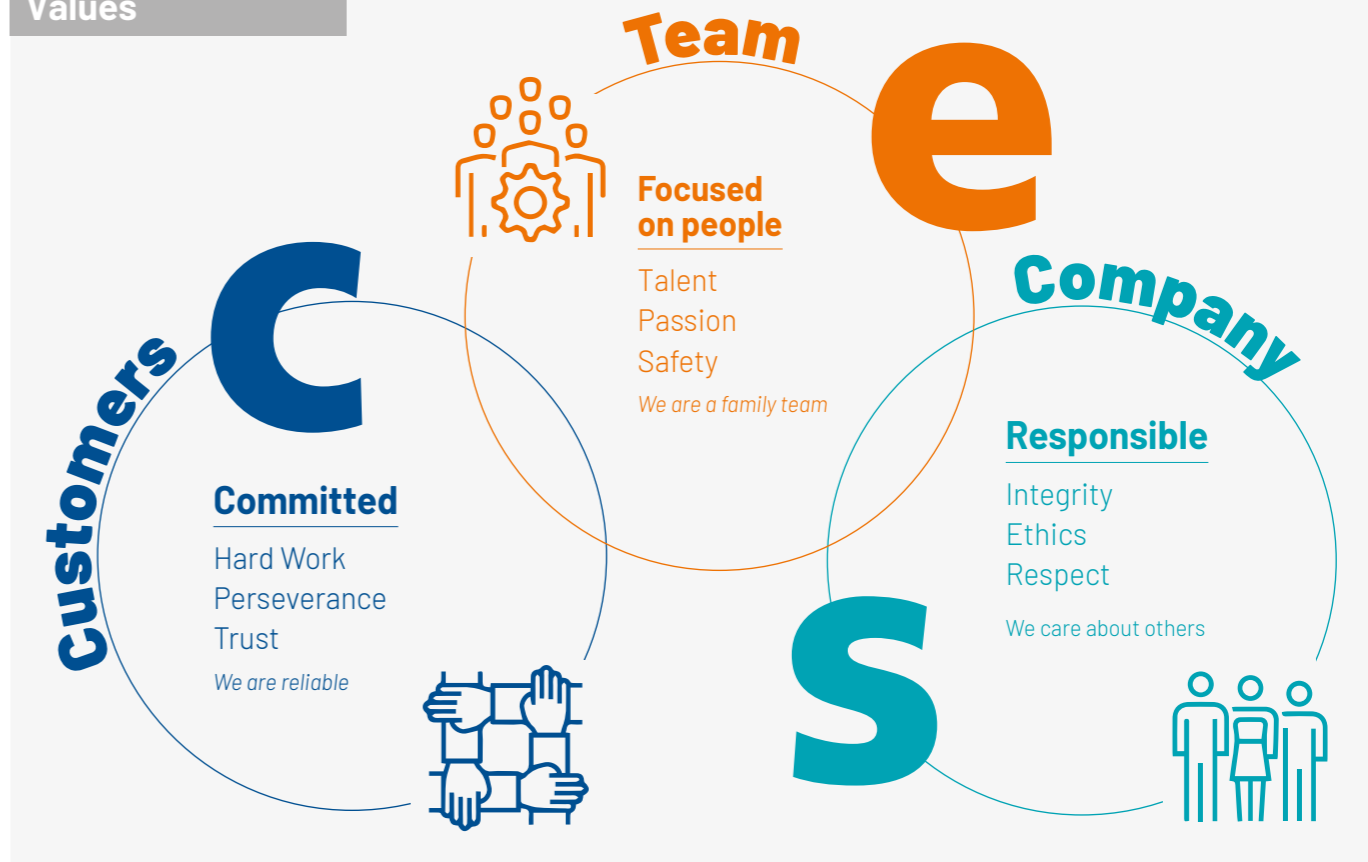 Values
Customers
C
Committed
Hard Work
Perseverance
Trust
We are reliable
Team
e
Focused
on people
Talent
Passion
Safety
We are a family team
Company
s
Responsible
Integrity
Ethics
Respect
We care about others